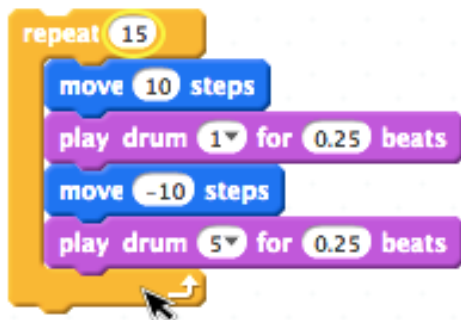 repeat 15
move 10 steps
play drum 1 for 0.25 beats
move -10 steps
play drum 5 for 0.25 beats